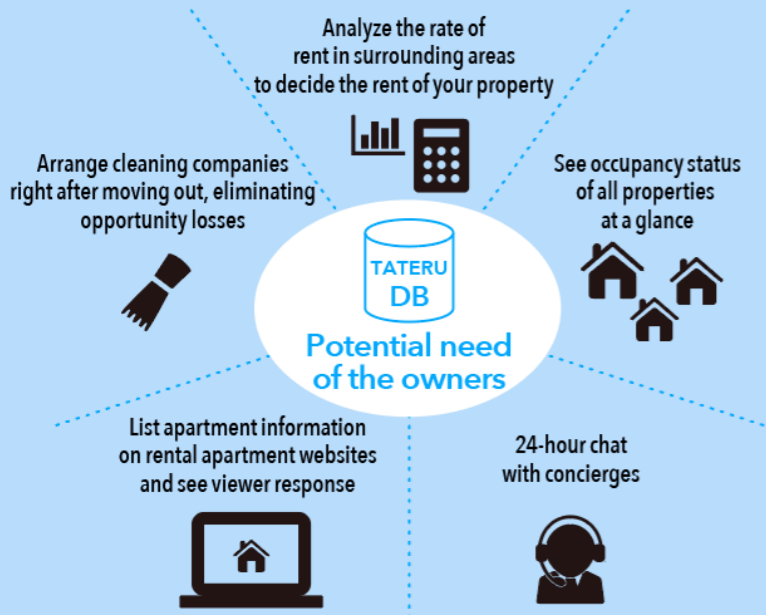 Analyze the rate of
rent in surrounding areas
to decide the rent of your property
Arrange cleaning companies
right after moving out, eliminating
opportunity losses
See occupancy status
of all properties
at a glance
TATERU
DB
Potential need
of the owners
List apartment information
on rental apartment websites
and see viewer response
24-hour chat
with concierges